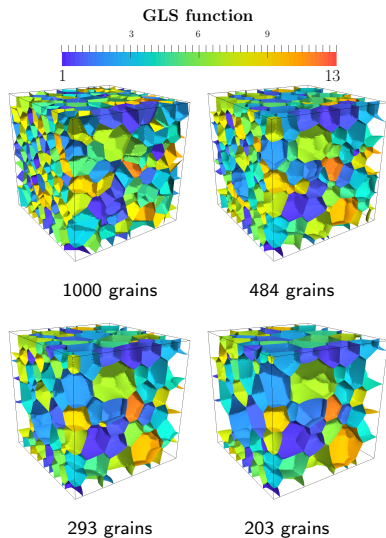 GLS function
3 6 9
1 13
1000 grains 484 grains
293 grains 203 grains